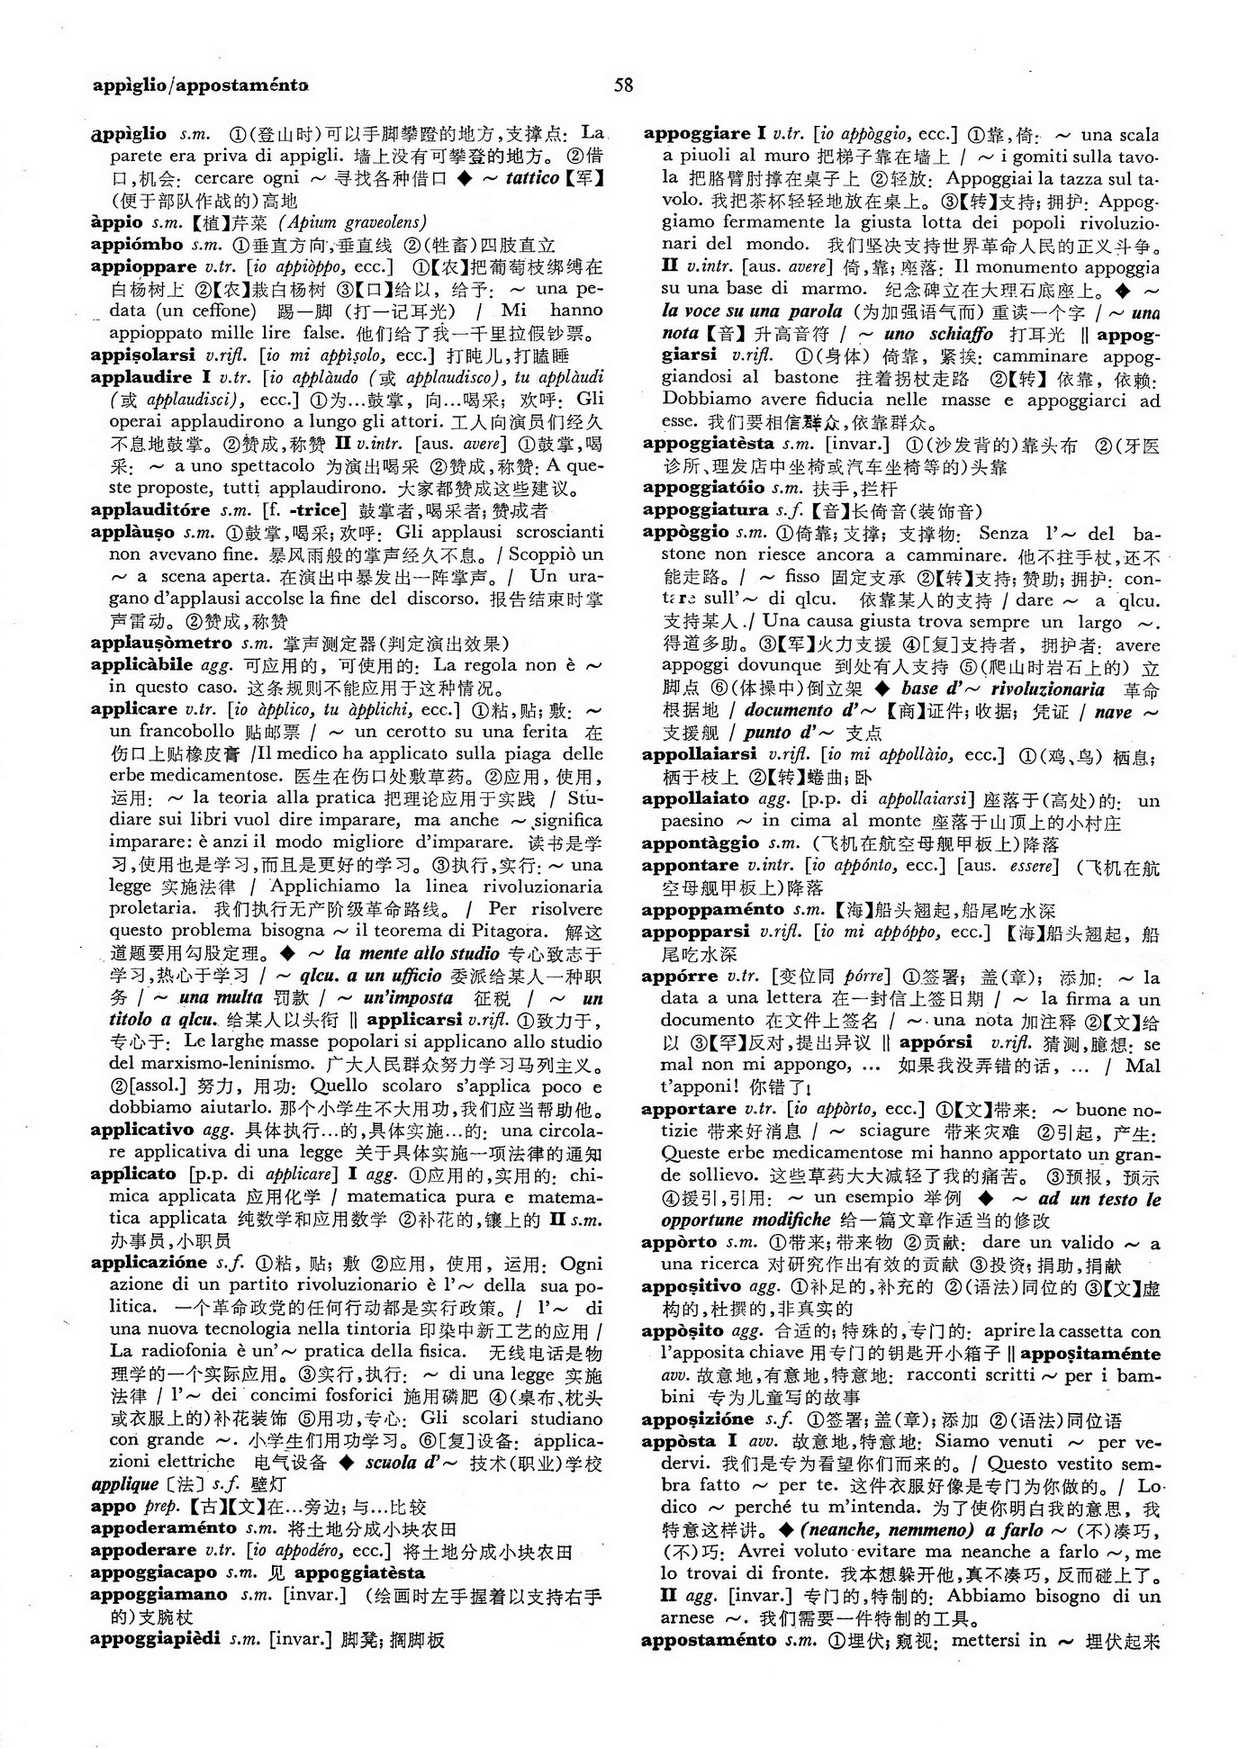 appìglio/appostaménto
58
appìglio s.m. ①(登山时)可以手脚攀蹬的地方,支撑点: La
parete era priva di appigli. 墙上没有可攀登的地方。 ②借
口,机会: cercare ogni ~ 寻找各种借口 ◆ ~ tattico【军】
(便于部队作战的)高地
àppio s.m.【植】芹菜 (Apium graveolens)
appiómbo s.m. ①垂直方向,垂直线 ②(牲畜)四肢直立
appioppare v.tr. [io appiòppo, ecc.] ①【农】把葡萄枝绑缚在
白杨树上 ②【农】栽白杨树 ③【口】给以, 给予: ~ una pe-
data (un ceffone) 踢一脚 (打一记耳光) / Mi hanno
appioppato mille lire false. 他们给了我一千里拉假钞票。
appiṣolarsi v.rifl. [io mi appìṣolo, ecc.] 打盹儿,打瞌睡
applaudire I v.tr. [io applàudo (或 applaudisco), tu applàudi
(或 applaudisci), ecc.] ①为…鼓掌, 向…喝采; 欢呼: Gli
operai applaudirono a lungo gli attori. 工人向演员们经久
不息地鼓掌。 ②赞成,称赞 II v.intr. [aus. avere] ①鼓掌,喝
采: ~ a uno spettacolo 为演出喝采 ②赞成,称赞: A que-
ste proposte, tutti applaudirono. 大家都赞成这些建议。
applauditóre s.m. [f. -trice] 鼓掌者,喝采者; 赞成者
applàuṣo s.m. ①鼓掌,喝采;欢呼: Gli applausi scroscianti
non avevano fine. 暴风雨般的掌声经久不息。/ Scoppiò un
~ a scena aperta. 在演出中暴发出一阵掌声。/ Un ura-
gano d'applausi accolse la fine del discorso. 报告结束时掌
声雷动。②赞成,称赞
applauṣòmetro s.m. 掌声测定器(判定演出效果)
applicàbile agg. 可应用的, 可使用的: La regola non è ~
in questo caso. 这条规则不能应用于这种情况。
applicare v.tr. [io àpplico, tu àpplichi, ecc.] ①粘,贴; 敷: ~
un francobollo 贴邮票 / ~ un cerotto su una ferita 在
伤口上贴橡皮膏 /Il medico ha applicato sulla piaga delle
erbe medicamentose. 医生在伤口处敷草药。②应用, 使用,
运用: ~ la teoria alla pratica 把理论应用于实践 / Stu-
diare sui libri vuol dire imparare, ma anche ~ significa
imparare: è anzi il modo migliore d'imparare. 读书是学
习,使用也是学习,而且是更好的学习。③执行,实行: ~ una
legge 实施法律 / Applichiamo la linea rivoluzionaria
proletaria. 我们执行无产阶级革命路线。 / Per risolvere
questo problema bisogna ~ il teorema di Pitagora. 解这
道题要用勾股定理。◆ ~ la mente allo studio 专心致志于
学习,热心于学习 / ~ qlcu. a un ufficio 委派给某人一种职
务 / ~ una multa 罚款 / ~ un'imposta 征税 / ~ un
titolo a qlcu. 给某人以头衔 ‖ applicarsi v.rifl. ①致力于,
专心于: Le larghe masse popolari si applicano allo studio
del marxismo-leninismo. 广大人民群众努力学习马列主义。
②[assol.] 努力, 用功: Quello scolaro s'applica poco e
dobbiamo aiutarlo. 那个小学生不大用功,我们应当帮助他。
applicativo agg. 具体执行…的,具体实施…的: una circola-
re applicativa di una legge 关于具体实施一项法律的通知
applicato [p.p. di applicare] I agg. ①应用的,实用的: chi-
mica applicata 应用化学 / matematica pura e matema-
tica applicata 纯数学和应用数学 ②补花的,镶上的 II s.m.
办事员,小职员
applicazióne s.f. ①粘, 贴; 敷 ②应用, 使用, 运用: Ogni
azione di un partito rivoluzionario è l'~ della sua po-
litica. 一个革命政党的任何行动都是实行政策。/ l'~ di
una nuova tecnologia nella tintoria 印染中新工艺的应用 /
La radiofonia è un'~ pratica della fisica. 无线电话是物
理学的一个实际应用。③实行,执行: ~ di una legge 实施
法律 / l'~ dei concimi fosforici 施用磷肥 ④(桌布、枕头
或衣服上的)补花装饰 ⑤用功,专心: Gli scolari studiano
con grande ~. 小学生们用功学习。⑥[复]设备: applica-
zioni elettriche 电气设备 ◆ scuola d'~ 技术(职业)学校
applique〔法〕s.f. 壁灯
appo prep.【古】【文】在…旁边; 与…比较
appoderaménto s.m. 将土地分成小块农田
appoderare v.tr. [io appodéro, ecc.] 将土地分成小块农田
appoggiacapo s.m. 见 appoggiatèsta
appoggiamano s.m. [invar.] (绘画时左手握着以支持右手
的)支腕杖
appoggiapièdi s.m. [invar.] 脚凳; 搁脚板
appoggiare I v.tr. [io appòggio, ecc.] ①靠,倚: ~ una scala
a piuoli al muro 把梯子靠在墙上 / ~ i gomiti sulla tavo-
la 把胳臂肘撑在桌子上 ②轻放: Appoggiai la tazza sul ta-
volo. 我把茶杯轻轻地放在桌上。③【转】支持; 拥护: Appog-
giamo fermamente la giusta lotta dei popoli rivoluzio-
nari del mondo. 我们坚决支持世界革命人民的正义斗争。
II v.intr. [aus. avere] 倚,靠;座落: Il monumento appoggia
su una base di marmo. 纪念碑立在大理石底座上。◆ ~
la voce su una parola (为加强语气而) 重读一个字 / ~ una
nota【音】升高音符 / ~ uno schiaffo 打耳光 ‖ appog-
giarsi v.rifl. ①(身体) 倚靠, 紧挨: camminare appog-
giandosi al bastone 拄着拐杖走路 ②【转】依靠, 依赖:
Dobbiamo avere fiducia nelle masse e appoggiarci ad
esse. 我们要相信群众,依靠群众。
appoggiatèsta s.m. [invar.] ①(沙发背的)靠头布 ②(牙医
诊所、理发店中坐椅或汽车坐椅等的)头靠
appoggiatóio s.m. 扶手,拦杆
appoggiatura s.f.【音】长倚音(装饰音)
appòggio s.m. ①倚靠; 支撑; 支撑物: Senza l'~ del ba-
stone non riesce ancora a camminare. 他不拄手杖,还不
能走路。/ ~ fisso 固定支承 ②【转】支持; 赞助; 拥护: con-
tare sull'~ di qlcu. 依靠某人的支持 / dare ~ a qlcu.
支持某人./ Una causa giusta trova sempre un largo ~.
得道多助。③【军】火力支援 ④[复]支持者, 拥护者: avere
appoggi dovunque 到处有人支持 ⑤(爬山时岩石上的) 立
脚点 ⑥(体操中)倒立架 ◆ base d'~ rivoluzionaria 革命
根据地 / documento d'~【商】证件; 收据; 凭证 / nave ~
支援舰 / punto d'~ 支点
appollaiarsi v.rifl. [io mi appollàio, ecc.] ①(鸡、鸟) 栖息;
栖于枝上 ②【转】蜷曲; 卧
appollaiato agg. [p.p. di appollaiarsi] 座落于(高处)的: un
paesino ~ in cima al monte 座落于山顶上的小村庄
appontàggio s.m. (飞机在航空母舰甲板上)降落
appontare v.intr. [io appónto, ecc.] [aus. essere] (飞机在航
空母舰甲板上)降落
appoppaménto s.m.【海】船头翘起,船尾吃水深
appopparsi v.rifl. [io mi appóppo, ecc.] 【海】船头翘起, 船
尾吃水深
appórre v.tr. [变位同 pórre] ①签署; 盖(章); 添加: ~ la
data a una lettera 在一封信上签日期 / ~ la firma a un
documento 在文件上签名 / ~ una nota 加注释 ②【文】给
以 ③【罕】反对,提出异议 ‖ appórsi v.rifl. 猜测,臆想: se
mal non mi appongo, … 如果我没弄错的话, … / Mal
t'apponi! 你错了!
apportare v.tr. [io appòrto, ecc.] ①【文】带来: ~ buone no-
tizie 带来好消息 / ~ sciagure 带来灾难 ②引起, 产生:
Queste erbe medicamentose mi hanno apportato un gran-
de sollievo. 这些草药大大减轻了我的痛苦。 ③预报, 预示
④援引,引用: ~ un esempio 举例 ◆ ~ ad un testo le
opportune modifiche 给一篇文章作适当的修改
appòrto s.m. ①带来; 带来物 ②贡献: dare un valido ~ a
una ricerca 对研究作出有效的贡献 ③投资; 捐助,捐献
appoṣitivo agg. ①补足的,补充的 ②(语法)同位的 ③【文】虚
构的,杜撰的,非真实的
appòṣito agg. 合适的; 特殊的,专门的: aprire la cassetta con
l'apposita chiave 用专门的钥匙开小箱子 ‖ appoṣitaménte
avv. 故意地,有意地,特意地: racconti scritti ~ per i bam-
bini 专为儿童写的故事
appoṣizióne s.f. ①签署; 盖(章); 添加 ②(语法)同位语
appòsta I avv. 故意地,特意地: Siamo venuti ~ per ve-
dervi. 我们是专为看望你们而来的。/ Questo vestito sem-
bra fatto ~ per te. 这件衣服好像是专门为你做的。/ Lo
dico ~ perché tu m'intenda. 为了使你明白我的意思, 我
特意这样讲。◆ (neanche, nemmeno) a farlo ~ (不)凑巧,
(不)巧: Avrei voluto evitare ma neanche a farlo ~, me
lo trovai di fronte. 我本想躲开他,真不凑巧, 反而碰上了。
II agg. [invar.] 专门的,特制的: Abbiamo bisogno di un
arnese ~. 我们需要一件特制的工具。
appostaménto s.m. ①埋伏; 窥视: mettersi in ~ 埋伏起来